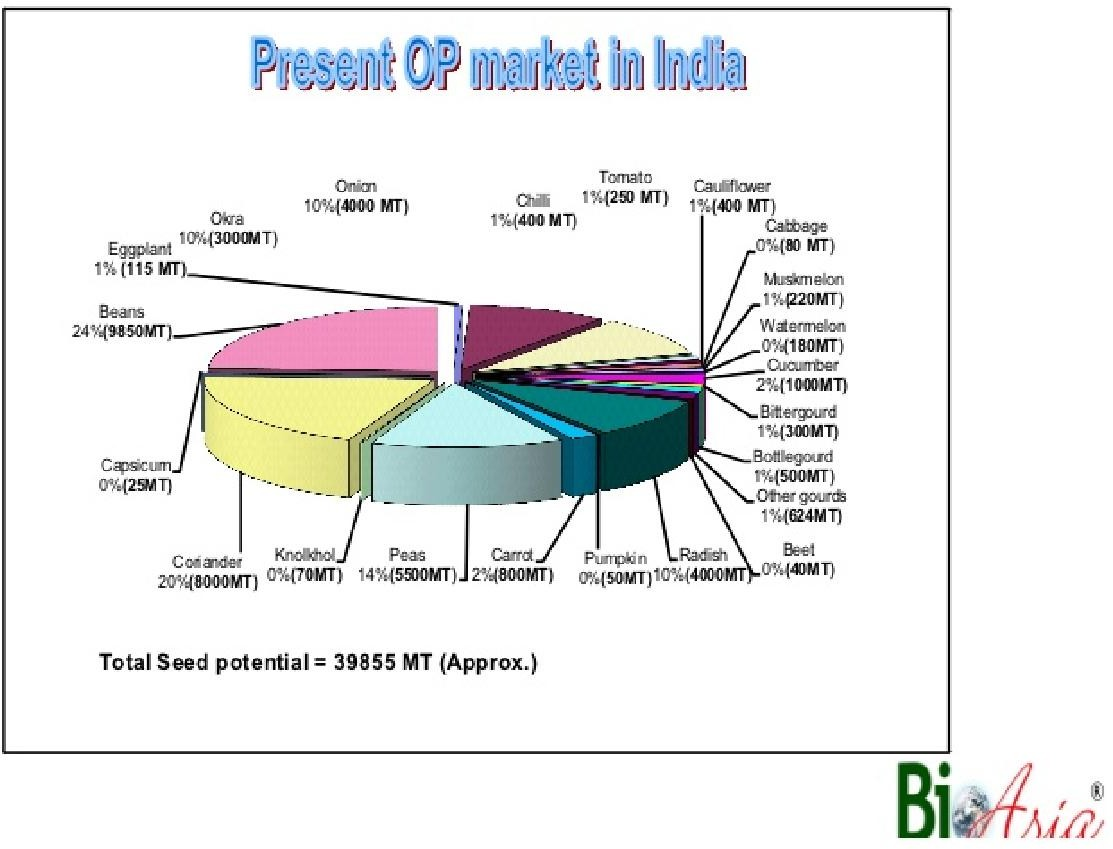 Present OP market in India
Onion
10%(4000 MT)
Tomato
1%(250 MT)
Cauliflower
1%(400 MT)
Chilli
1%(400 MT)
Okra
10%(3000MT)
Cabbage
0%(80 MT)
Eggplant
1% (115 MT)
Muskmelon
1%(220MT)
Beans
24%(9850MT)
Watermelon
0%(180MT)
Cucumber
2%(1000MT)
Bittergourd
1%(300MT)
Bottlegourd
1%(500MT)
Capsicum
0%(25MT)
Other gourds
1%(624MT)
Coriander
20%(8000MT)
Knolkhol
0%(70MT)
Peas
14%(5500MT)
Carrot
2%(800MT)
Pumpkin
0%(50MT)
Radish
10%(4000MT)
Beet
0%(40MT)
Total Seed potential = 39855 MT (Approx.)
BioAsia®